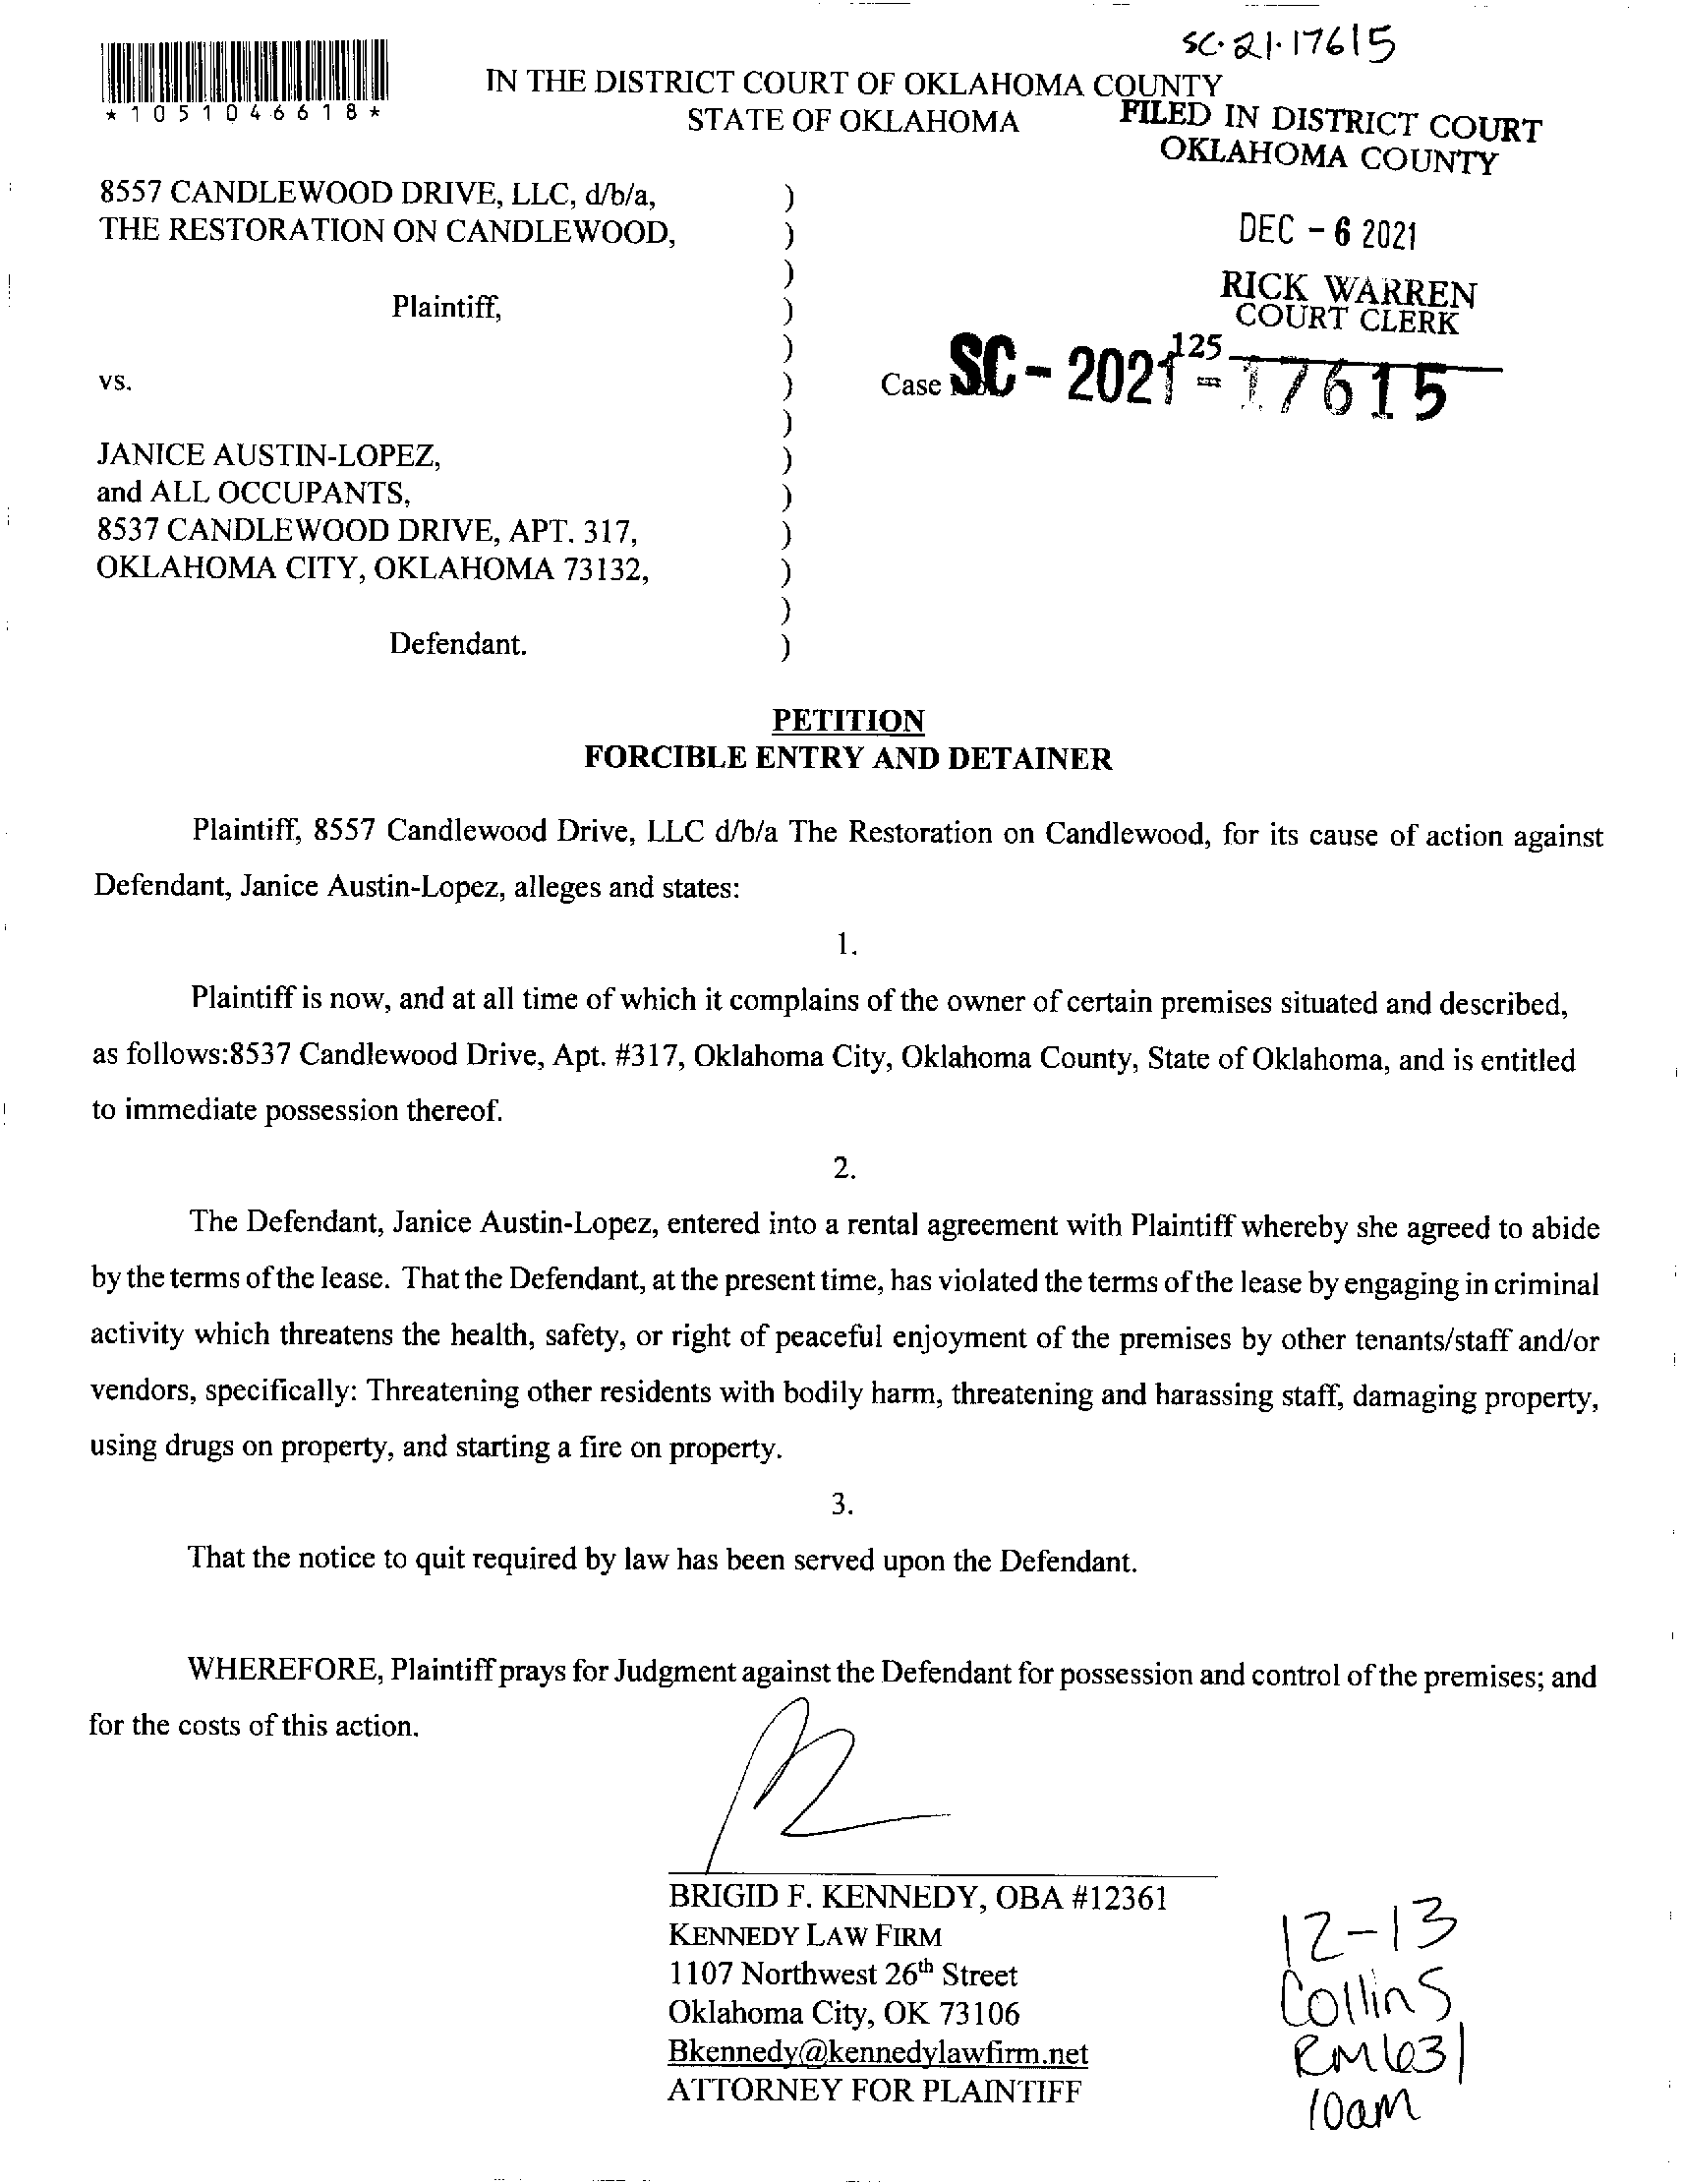 SC-21-17615
*1051046618*
IN THE DISTRICT COURT OF OKLAHOMA COUNTY
STATE OF OKLAHOMA
FILED IN DISTRICT COURT
OKLAHOMA COUNTY
DEC - 6 2021
RICK WARREN
COURT CLERK
125
8557 CANDLEWOOD DRIVE, LLC, d/b/a, )
THE RESTORATION ON CANDLEWOOD, )
)
Plaintiff, )
)
vs. ) Case SC - 2021 - 17615
)
JANICE AUSTIN-LOPEZ, )
and ALL OCCUPANTS, )
8537 CANDLEWOOD DRIVE, APT. 317, )
OKLAHOMA CITY, OKLAHOMA 73132, )
)
Defendant. )
PETITION
FORCIBLE ENTRY AND DETAINER
Plaintiff, 8557 Candlewood Drive, LLC d/b/a The Restoration on Candlewood, for its cause of action against
Defendant, Janice Austin-Lopez, alleges and states:
1.
Plaintiff is now, and at all time of which it complains of the owner of certain premises situated and described,
as follows:8537 Candlewood Drive, Apt. #317, Oklahoma City, Oklahoma County, State of Oklahoma, and is entitled
to immediate possession thereof.
2.
The Defendant, Janice Austin-Lopez, entered into a rental agreement with Plaintiff whereby she agreed to abide
by the terms of the lease. That the Defendant, at the present time, has violated the terms of the lease by engaging in criminal
activity which threatens the health, safety, or right of peaceful enjoyment of the premises by other tenants/staff and/or
vendors, specifically: Threatening other residents with bodily harm, threatening and harassing staff, damaging property,
using drugs on property, and starting a fire on property.
3.
That the notice to quit required by law has been served upon the Defendant.
WHEREFORE, Plaintiff prays for Judgment against the Defendant for possession and control of the premises; and
for the costs of this action.
BRIGID F. KENNEDY, OBA #12361
KENNEDY LAW FIRM
1107 Northwest 26th Street
Oklahoma City, OK 73106
Bkennedy@kennedylawfirm.net
ATTORNEY FOR PLAINTIFF
12-13
Collins
RM 631
10am